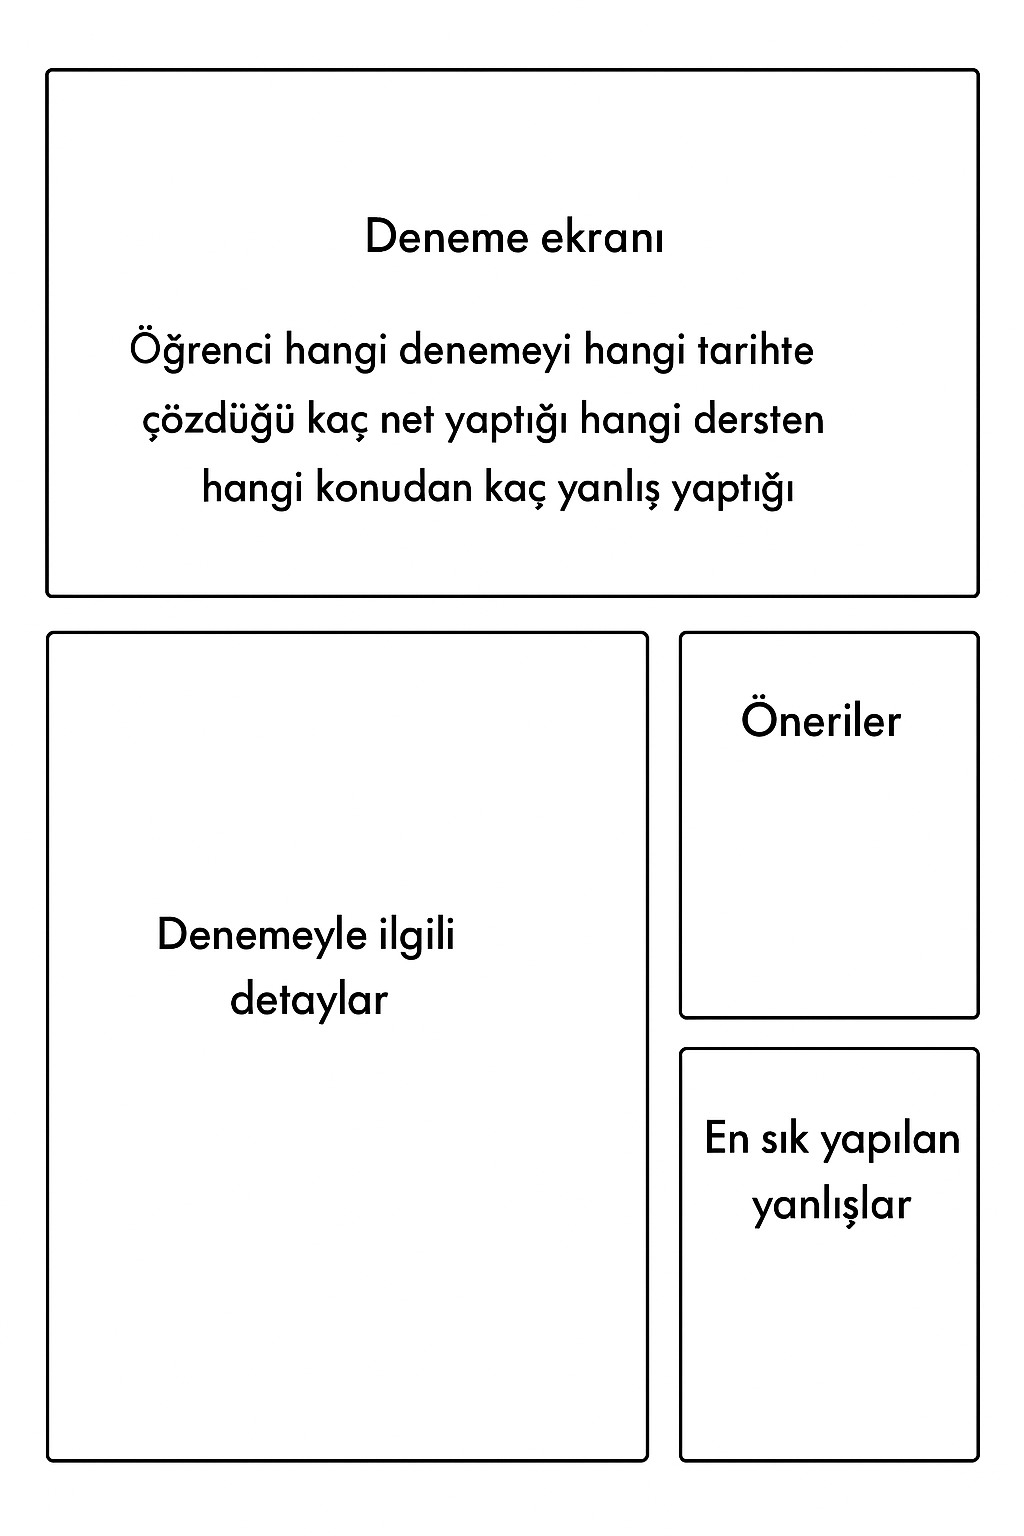 Deneme ekranı
Öğrenci hangi denemeyi hangi tarihte
çözdüğü kaç net yaptığı hangi dersten
hangi konudan kaç yanlış yaptığı
Denemeyle ilgili
detaylar
Öneriler
En sık yapılan
yanlışlar